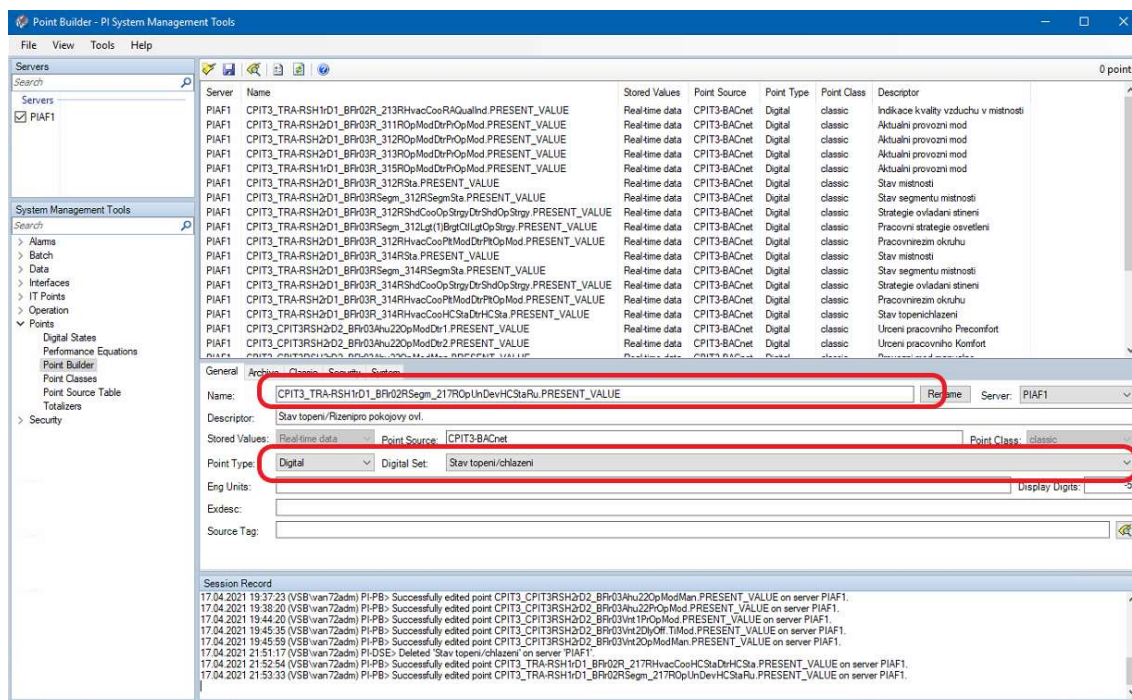 Point Builder - PI System Management Tools
File View Tools Help
Servers
Search
Servers
PIAF1
System Management Tools
Search
Alarms
Batch
Data
Interfaces
IT Points
Operation
Points
Digital States
Performance Equations
Point Builder
Point Classes
Point Source Table
Totalizers
Security
0 point
Server Name Stored Values Point Source Point Type Point Class Descriptor
PIAF1 CPIT3_TRA-RSH1rD1_BFlr02R_213RHvacCooRAQualInd.PRESENT_VALUE Real-time data CPIT3-BACnet Digital classic Indikace kvality vzduchu v mistnosti
PIAF1 CPIT3_TRA-RSH2rD1_BFlr03R_311ROpModDtrPrOpMod.PRESENT_VALUE Real-time data CPIT3-BACnet Digital classic Aktualni provozni mod
PIAF1 CPIT3_TRA-RSH2rD1_BFlr03R_312ROpModDtrPrOpMod.PRESENT_VALUE Real-time data CPIT3-BACnet Digital classic Aktualni provozni mod
PIAF1 CPIT3_TRA-RSH2rD1_BFlr03R_313ROpModDtrPrOpMod.PRESENT_VALUE Real-time data CPIT3-BACnet Digital classic Aktualni provozni mod
PIAF1 CPIT3_TRA-RSH2rD1_BFlr03R_315ROpModDtrPrOpMod.PRESENT_VALUE Real-time data CPIT3-BACnet Digital classic Aktualni provozni mod
PIAF1 CPIT3_TRA-RSH2rD1_BFlr03R_312RSta.PRESENT_VALUE Real-time data CPIT3-BACnet Digital classic Stav mistnosti
PIAF1 CPIT3_TRA-RSH2rD1_BFlr03RSegm_312RSegmSta.PRESENT_VALUE Real-time data CPIT3-BACnet Digital classic Stav segmentu mistnosti
PIAF1 CPIT3_TRA-RSH2rD1_BFlr03R_312RShdCooOpStrgyDtrShdOpStrgy.PRESENT_VALUE Real-time data CPIT3-BACnet Digital classic Strategie ovladani stineni
PIAF1 CPIT3_TRA-RSH2rD1_BFlr03RSegm_312Lgt(1)BrgtCtlLgtOpStrgy.PRESENT_VALUE Real-time data CPIT3-BACnet Digital classic Pracovni strategie osvetleni
PIAF1 CPIT3_TRA-RSH2rD1_BFlr03R_312RHvacCooPltModDtrPltOpMod.PRESENT_VALUE Real-time data CPIT3-BACnet Digital classic Pracovnirezim okruhu
PIAF1 CPIT3_TRA-RSH2rD1_BFlr03R_314RSta.PRESENT_VALUE Real-time data CPIT3-BACnet Digital classic Stav mistnosti
PIAF1 CPIT3_TRA-RSH2rD1_BFlr03RSegm_314RSegmSta.PRESENT_VALUE Real-time data CPIT3-BACnet Digital classic Stav segmentu mistnosti
PIAF1 CPIT3_TRA-RSH2rD1_BFlr03R_314RShdCooOpStrgyDtrShdOpStrgy.PRESENT_VALUE Real-time data CPIT3-BACnet Digital classic Strategie ovladani stineni
PIAF1 CPIT3_TRA-RSH2rD1_BFlr03R_314RHvacCooPltModDtrPltOpMod.PRESENT_VALUE Real-time data CPIT3-BACnet Digital classic Pracovnirezim okruhu
PIAF1 CPIT3_TRA-RSH2rD1_BFlr03R_314RHvacCooHCStaDtrHCSta.PRESENT_VALUE Real-time data CPIT3-BACnet Digital classic Stav topenichlazeni
PIAF1 CPIT3_CPIT3RSH2rD2_BFlr03Ahu22OpModDtr1.PRESENT_VALUE Real-time data CPIT3-BACnet Digital classic Urceni pracovniho Precomfort
PIAF1 CPIT3_CPIT3RSH2rD2_BFlr03Ahu22OpModDtr2.PRESENT_VALUE Real-time data CPIT3-BACnet Digital classic Urceni pracovniho Komfort
General Archive Classic Security System
Name: CPIT3_TRA-RSH1rD1_BFlr02RSegm_217ROpUnDevHCStaRu.PRESENT_VALUE Rename Server: PIAF1
Descriptor: Stav topeni/Rizenipro pokojovy ovl.
Stored Values: Real-time data Point Source: CPIT3-BACnet Point Class: classic
Point Type: Digital Digital Set: Stav topeni/chlazeni
Eng Units: Display Digits: -5
Exdesc:
Source Tag:
Session Record
17.04.2021 19:37:23 (VSB\van72adm) PI-PB> Successfully edited point CPIT3_CPIT3RSH2rD2_BFlr03Ahu22OpModMan.PRESENT_VALUE on server PIAF1.
17.04.2021 19:38:20 (VSB\van72adm) PI-PB> Successfully edited point CPIT3_CPIT3RSH2rD2_BFlr03Ahu22PrOpMod.PRESENT_VALUE on server PIAF1.
17.04.2021 19:44:20 (VSB\van72adm) PI-PB> Successfully edited point CPIT3_CPIT3RSH2rD2_BFlr03Vnt1PrOpMod.PRESENT_VALUE on server PIAF1.
17.04.2021 19:45:35 (VSB\van72adm) PI-PB> Successfully edited point CPIT3_CPIT3RSH2rD2_BFlr03Vnt2DlyOff.TiMod.PRESENT_VALUE on server PIAF1.
17.04.2021 19:45:59 (VSB\van72adm) PI-PB> Successfully edited point CPIT3_CPIT3RSH2rD2_BFlr03Vnt2OpModMan.PRESENT_VALUE on server PIAF1.
17.04.2021 21:51:17 (VSB\van72adm) PI-DSE> Deleted 'Stav topeni/chlazeni' on server 'PIAF1'.
17.04.2021 21:52:54 (VSB\van72adm) PI-PB> Successfully edited point CPIT3_TRA-RSH1rD1_BFlr02R_217RHvacCooHCStaDtrHCSta.PRESENT_VALUE on server PIAF1.
17.04.2021 21:53:33 (VSB\van72adm) PI-PB> Successfully edited point CPIT3_TRA-RSH1rD1_BFlr02RSegm_217ROpUnDevHCStaRu.PRESENT_VALUE on server PIAF1.